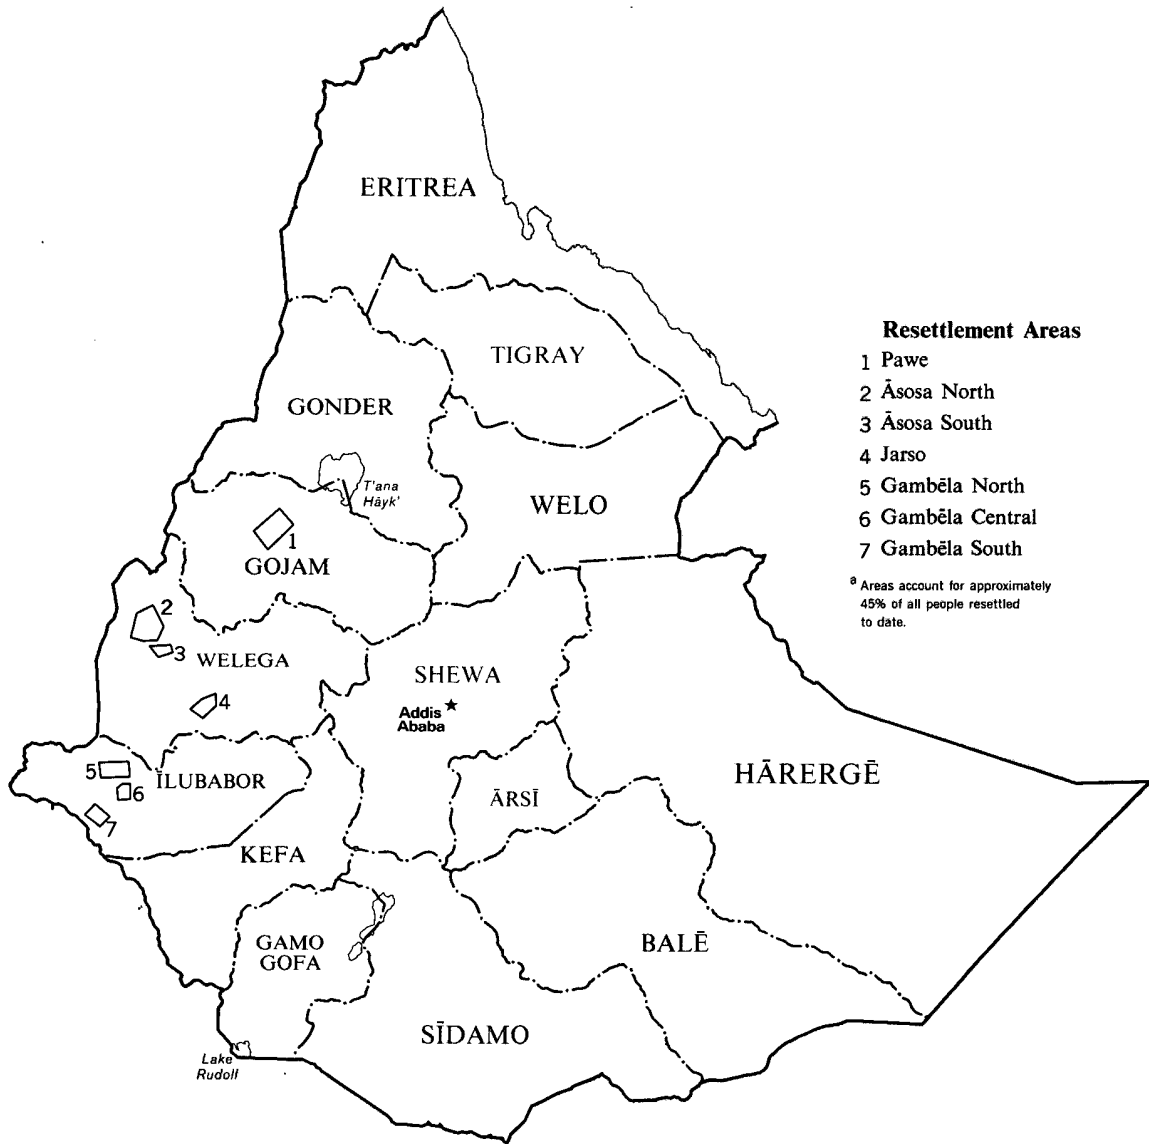 ERITREA
TIGRAY
GONDER
T'ana
Hāyk'
WELO
1
GOJAM
2
3
WELEGA
4
SHEWA
Addis
Ababa
5
ĪLUBABOR
6
7
ĀRSĪ
HĀRERGĒ
KEFA
GAMO
GOFA
BALĒ
SĪDAMO
Lake
Rudolf
Resettlement Areas
1 Pawe
2 Āsosa North
3 Āsosa South
4 Jarso
5 Gambēla North
6 Gambēla Central
7 Gambēla South
a Areas account for approximately
45% of all people resettled
to date.